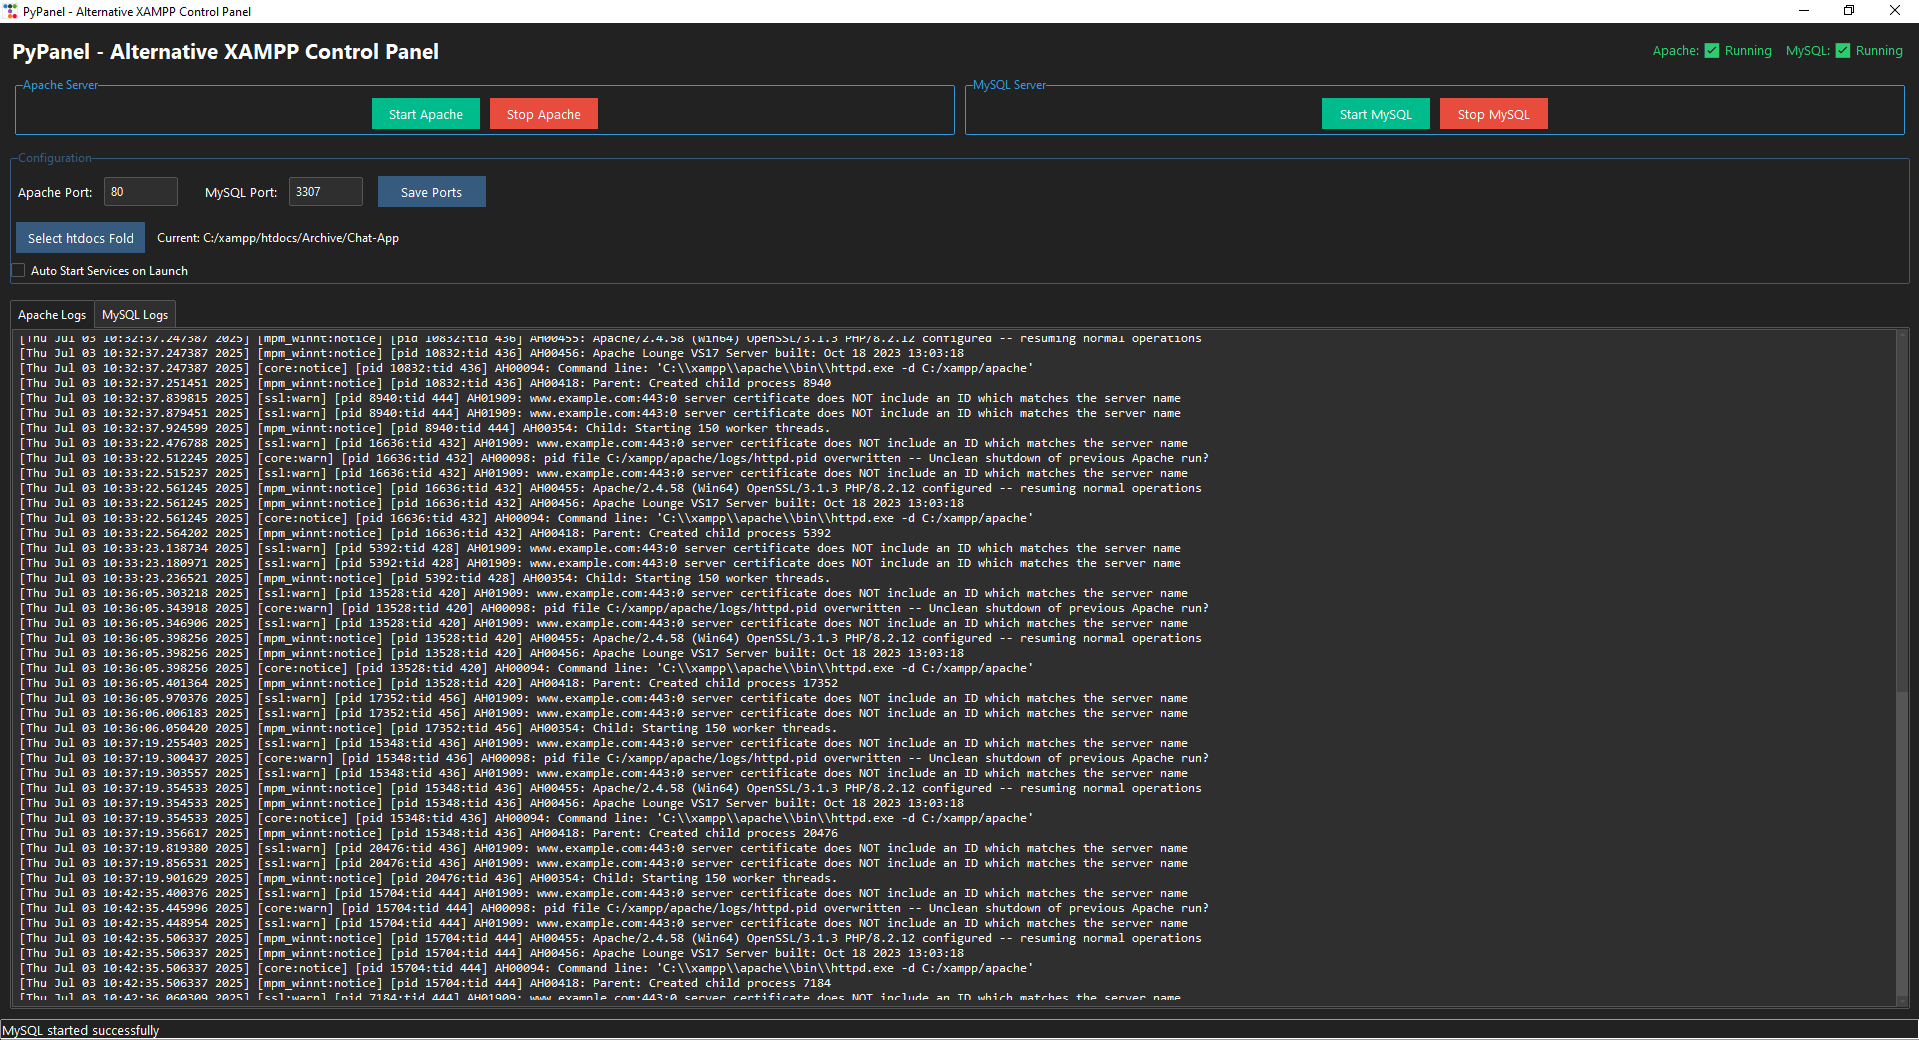 PyPanel - Alternative XAMPP Control Panel
PyPanel - Alternative XAMPP Control Panel
Apache: Running MySQL: Running
Apache Server
Start Apache Stop Apache
MySQL Server
Start MySQL Stop MySQL
Configuration
Apache Port: 80 MySQL Port: 3307 Save Ports
Select htdocs Fold Current: C:/xampp/htdocs/Archive/Chat-App
Auto Start Services on Launch
Apache Logs MySQL Logs
[Thu Jul 03 10:32:37.247387 2025] [mpm_winnt:notice] [pid 10832:tid 436] AH00455: Apache/2.4.58 (Win64) OpenSSL/3.1.3 PHP/8.2.12 configured -- resuming normal operations
[Thu Jul 03 10:32:37.247387 2025] [mpm_winnt:notice] [pid 10832:tid 436] AH00456: Apache Lounge VS17 Server built: Oct 18 2023 13:03:18
[Thu Jul 03 10:32:37.247387 2025] [core:notice] [pid 10832:tid 436] AH00094: Command line: 'C:\\xampp\\apache\\bin\\httpd.exe -d C:/xampp/apache'
[Thu Jul 03 10:32:37.251451 2025] [mpm_winnt:notice] [pid 10832:tid 436] AH00418: Parent: Created child process 8940
[Thu Jul 03 10:32:37.839815 2025] [ssl:warn] [pid 8940:tid 444] AH01909: www.example.com:443:0 server certificate does NOT include an ID which matches the server name
[Thu Jul 03 10:32:37.879451 2025] [ssl:warn] [pid 8940:tid 444] AH01909: www.example.com:443:0 server certificate does NOT include an ID which matches the server name
[Thu Jul 03 10:32:37.924599 2025] [mpm_winnt:notice] [pid 8940:tid 444] AH00354: Child: Starting 150 worker threads.
[Thu Jul 03 10:33:22.476788 2025] [ssl:warn] [pid 16636:tid 432] AH01909: www.example.com:443:0 server certificate does NOT include an ID which matches the server name
[Thu Jul 03 10:33:22.512245 2025] [core:warn] [pid 16636:tid 432] AH00098: pid file C:/xampp/apache/logs/httpd.pid overwritten -- Unclean shutdown of previous Apache run?
[Thu Jul 03 10:33:22.515237 2025] [ssl:warn] [pid 16636:tid 432] AH01909: www.example.com:443:0 server certificate does NOT include an ID which matches the server name
[Thu Jul 03 10:33:22.561245 2025] [mpm_winnt:notice] [pid 16636:tid 432] AH00455: Apache/2.4.58 (Win64) OpenSSL/3.1.3 PHP/8.2.12 configured -- resuming normal operations
[Thu Jul 03 10:33:22.561245 2025] [mpm_winnt:notice] [pid 16636:tid 432] AH00456: Apache Lounge VS17 Server built: Oct 18 2023 13:03:18
[Thu Jul 03 10:33:22.561245 2025] [core:notice] [pid 16636:tid 432] AH00094: Command line: 'C:\\xampp\\apache\\bin\\httpd.exe -d C:/xampp/apache'
[Thu Jul 03 10:33:22.564202 2025] [mpm_winnt:notice] [pid 16636:tid 432] AH00418: Parent: Created child process 5392
[Thu Jul 03 10:33:23.138734 2025] [ssl:warn] [pid 5392:tid 428] AH01909: www.example.com:443:0 server certificate does NOT include an ID which matches the server name
[Thu Jul 03 10:33:23.180971 2025] [ssl:warn] [pid 5392:tid 428] AH01909: www.example.com:443:0 server certificate does NOT include an ID which matches the server name
[Thu Jul 03 10:33:23.236521 2025] [mpm_winnt:notice] [pid 5392:tid 428] AH00354: Child: Starting 150 worker threads.
[Thu Jul 03 10:36:05.303218 2025] [ssl:warn] [pid 13528:tid 420] AH01909: www.example.com:443:0 server certificate does NOT include an ID which matches the server name
[Thu Jul 03 10:36:05.343918 2025] [core:warn] [pid 13528:tid 420] AH00098: pid file C:/xampp/apache/logs/httpd.pid overwritten -- Unclean shutdown of previous Apache run?
[Thu Jul 03 10:36:05.346906 2025] [ssl:warn] [pid 13528:tid 420] AH01909: www.example.com:443:0 server certificate does NOT include an ID which matches the server name
[Thu Jul 03 10:36:05.398256 2025] [mpm_winnt:notice] [pid 13528:tid 420] AH00455: Apache/2.4.58 (Win64) OpenSSL/3.1.3 PHP/8.2.12 configured -- resuming normal operations
[Thu Jul 03 10:36:05.398256 2025] [mpm_winnt:notice] [pid 13528:tid 420] AH00456: Apache Lounge VS17 Server built: Oct 18 2023 13:03:18
[Thu Jul 03 10:36:05.398256 2025] [core:notice] [pid 13528:tid 420] AH00094: Command line: 'C:\\xampp\\apache\\bin\\httpd.exe -d C:/xampp/apache'
[Thu Jul 03 10:36:05.401364 2025] [mpm_winnt:notice] [pid 13528:tid 420] AH00418: Parent: Created child process 17352
[Thu Jul 03 10:36:05.970376 2025] [ssl:warn] [pid 17352:tid 456] AH01909: www.example.com:443:0 server certificate does NOT include an ID which matches the server name
[Thu Jul 03 10:36:06.006183 2025] [ssl:warn] [pid 17352:tid 456] AH01909: www.example.com:443:0 server certificate does NOT include an ID which matches the server name
[Thu Jul 03 10:36:06.050420 2025] [mpm_winnt:notice] [pid 17352:tid 456] AH00354: Child: Starting 150 worker threads.
[Thu Jul 03 10:37:19.255403 2025] [ssl:warn] [pid 15348:tid 436] AH01909: www.example.com:443:0 server certificate does NOT include an ID which matches the server name
[Thu Jul 03 10:37:19.300437 2025] [core:warn] [pid 15348:tid 436] AH00098: pid file C:/xampp/apache/logs/httpd.pid overwritten -- Unclean shutdown of previous Apache run?
[Thu Jul 03 10:37:19.303557 2025] [ssl:warn] [pid 15348:tid 436] AH01909: www.example.com:443:0 server certificate does NOT include an ID which matches the server name
[Thu Jul 03 10:37:19.354533 2025] [mpm_winnt:notice] [pid 15348:tid 436] AH00455: Apache/2.4.58 (Win64) OpenSSL/3.1.3 PHP/8.2.12 configured -- resuming normal operations
[Thu Jul 03 10:37:19.354533 2025] [mpm_winnt:notice] [pid 15348:tid 436] AH00456: Apache Lounge VS17 Server built: Oct 18 2023 13:03:18
[Thu Jul 03 10:37:19.354533 2025] [core:notice] [pid 15348:tid 436] AH00094: Command line: 'C:\\xampp\\apache\\bin\\httpd.exe -d C:/xampp/apache'
[Thu Jul 03 10:37:19.356617 2025] [mpm_winnt:notice] [pid 15348:tid 436] AH00418: Parent: Created child process 20476
[Thu Jul 03 10:37:19.819380 2025] [ssl:warn] [pid 20476:tid 436] AH01909: www.example.com:443:0 server certificate does NOT include an ID which matches the server name
[Thu Jul 03 10:37:19.856531 2025] [ssl:warn] [pid 20476:tid 436] AH01909: www.example.com:443:0 server certificate does NOT include an ID which matches the server name
[Thu Jul 03 10:37:19.901629 2025] [mpm_winnt:notice] [pid 20476:tid 436] AH00354: Child: Starting 150 worker threads.
[Thu Jul 03 10:42:35.400376 2025] [ssl:warn] [pid 15704:tid 444] AH01909: www.example.com:443:0 server certificate does NOT include an ID which matches the server name
[Thu Jul 03 10:42:35.445996 2025] [core:warn] [pid 15704:tid 444] AH00098: pid file C:/xampp/apache/logs/httpd.pid overwritten -- Unclean shutdown of previous Apache run?
[Thu Jul 03 10:42:35.448954 2025] [ssl:warn] [pid 15704:tid 444] AH01909: www.example.com:443:0 server certificate does NOT include an ID which matches the server name
[Thu Jul 03 10:42:35.506337 2025] [mpm_winnt:notice] [pid 15704:tid 444] AH00455: Apache/2.4.58 (Win64) OpenSSL/3.1.3 PHP/8.2.12 configured -- resuming normal operations
[Thu Jul 03 10:42:35.506337 2025] [mpm_winnt:notice] [pid 15704:tid 444] AH00456: Apache Lounge VS17 Server built: Oct 18 2023 13:03:18
[Thu Jul 03 10:42:35.506337 2025] [core:notice] [pid 15704:tid 444] AH00094: Command line: 'C:\\xampp\\apache\\bin\\httpd.exe -d C:/xampp/apache'
[Thu Jul 03 10:42:35.506337 2025] [mpm_winnt:notice] [pid 15704:tid 444] AH00418: Parent: Created child process 7184
[Thu Jul 03 10:42:36.060309 2025] [ssl:warn] [pid 7184:tid 444] AH01909: www.example.com:443:0 server certificate does NOT include an ID which matches the server name
MySQL started successfully